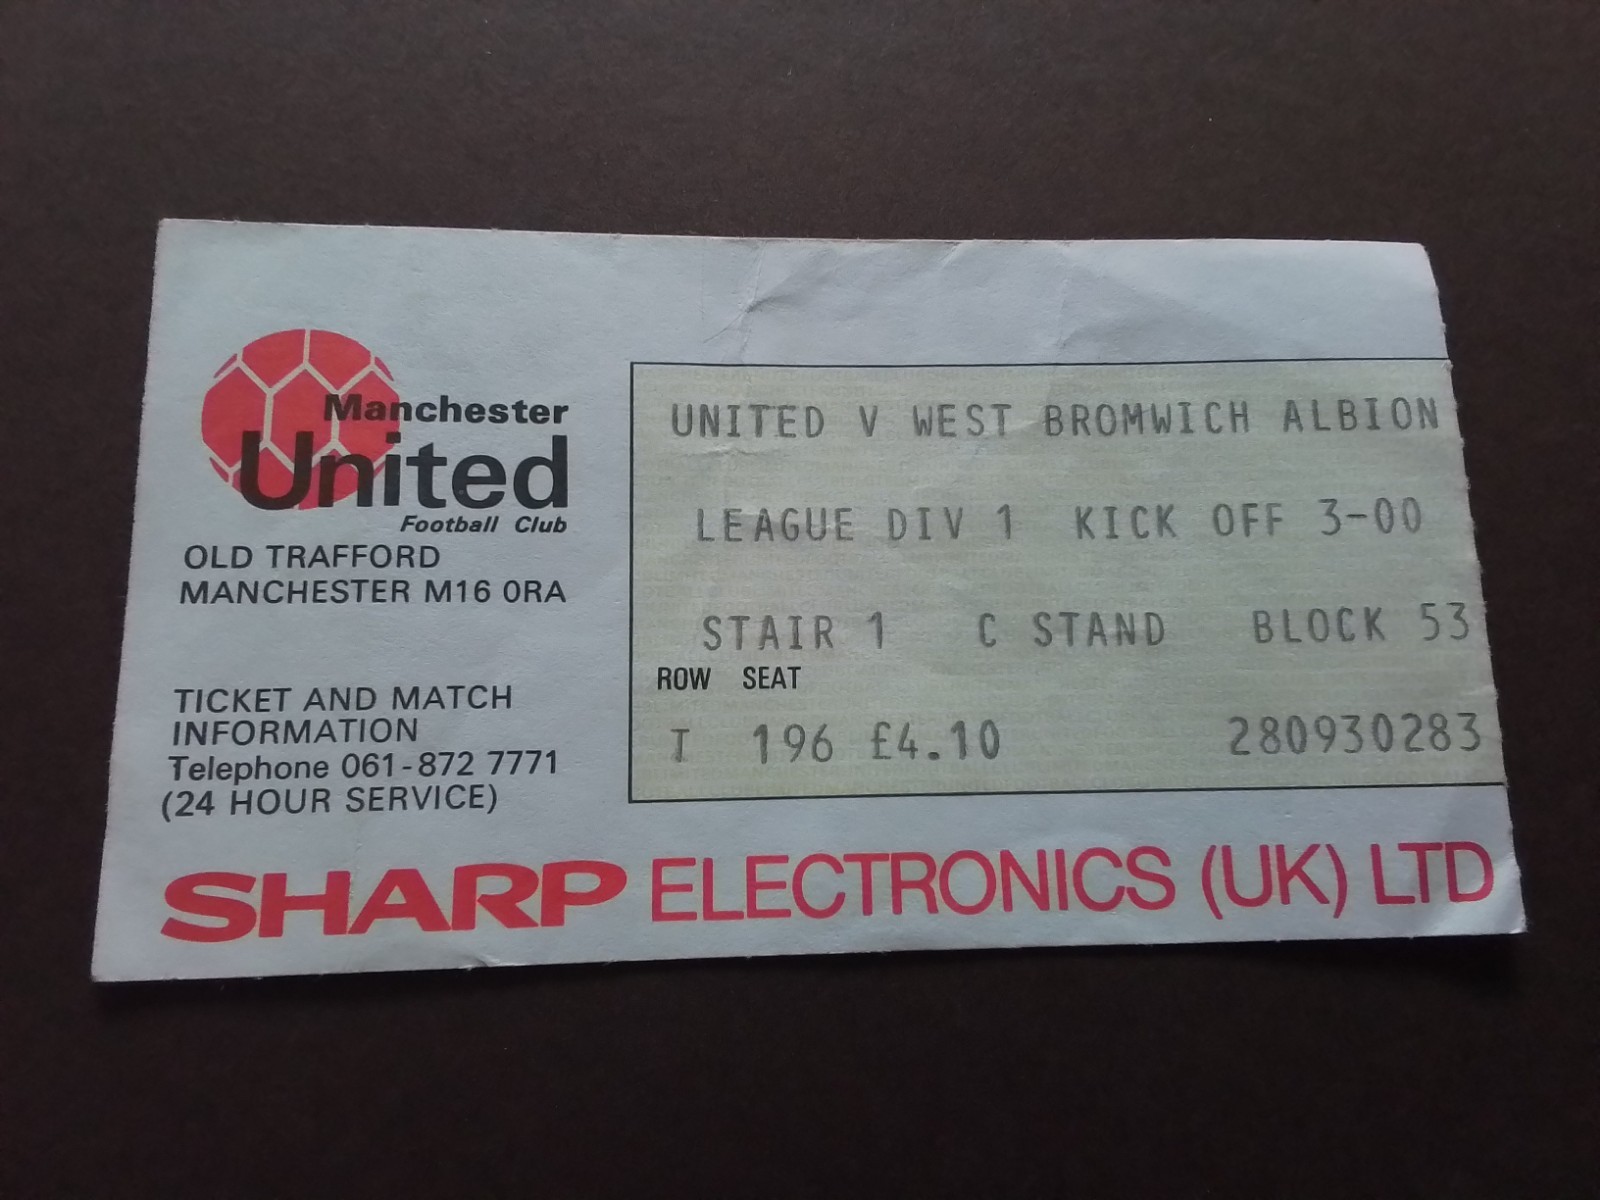 Manchester
United
Football Club
OLD TRAFFORD
MANCHESTER M16 0RA
TICKET AND MATCH
INFORMATION
Telephone 061-872 7771
(24 HOUR SERVICE)
UNITED V WEST BROMWICH ALBION
LEAGUE DIV 1 KICK OFF 3-00
STAIR 1 C STAND BLOCK 53
ROW SEAT
T 196 £4.10 280930283
SHARP ELECTRONICS (UK) LTD